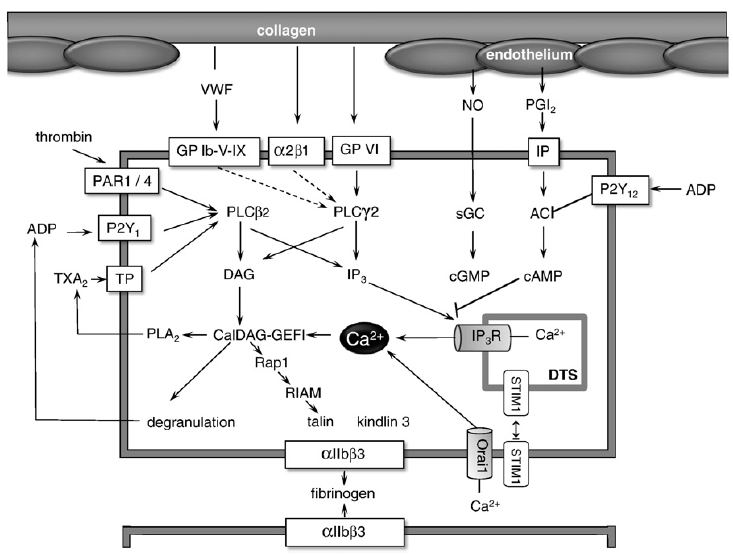 collagen
endothelium
VWF
NO
PGI₂
thrombin
GP Ib-V-IX
α2β1
GP VI
IP
PAR1 / 4
P2Y₁₂
ADP
PLCβ2
PLCγ2
sGC
AC
ADP
P2Y₁
TXA₂
TP
DAG
IP₃
cGMP
cAMP
PLA₂
CalDAG-GEFI
Ca²⁺
IP₃R
Ca²⁺
Rap1
DTS
RIAM
STIM1
degranulation
talin
kindlin 3
αIIbβ3
Orai1
STIM1
fibrinogen
Ca²⁺
αIIbβ3